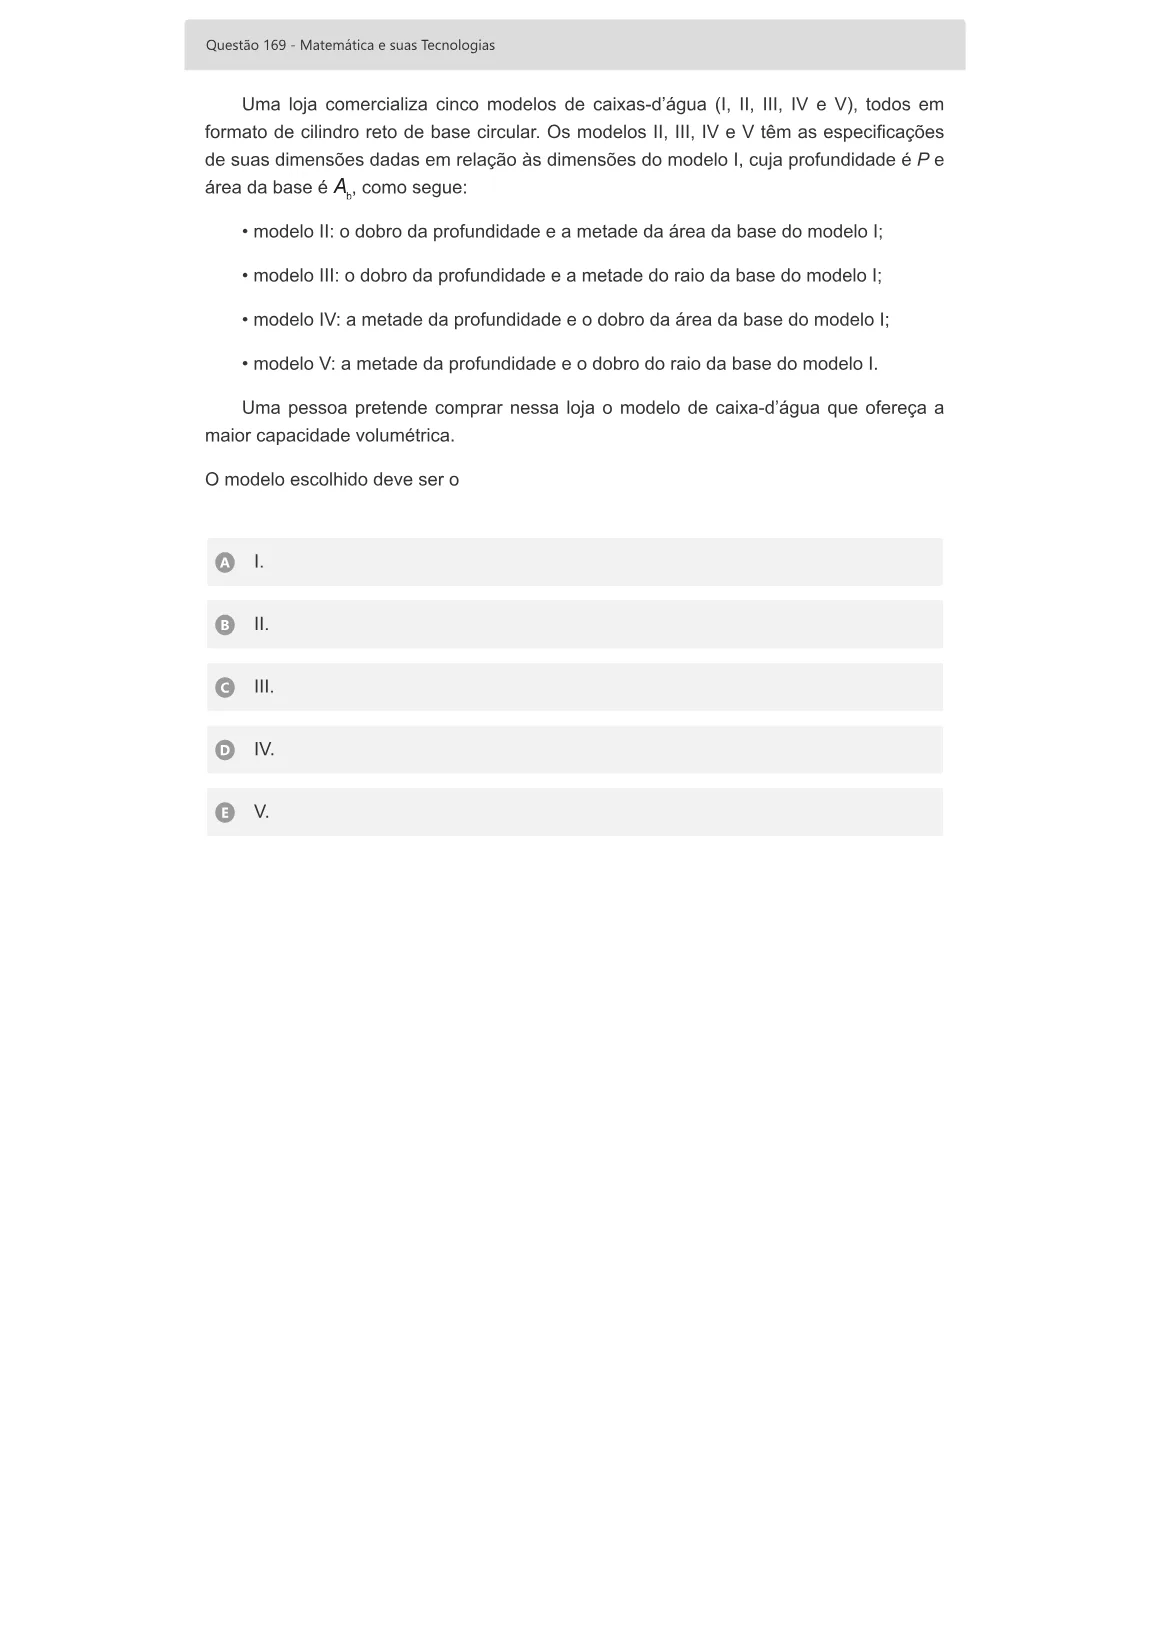 Questão 169 - Matemática e suas Tecnologias
Uma loja comercializa cinco modelos de caixas-d’água (I, II, III, IV e V), todos em
formato de cilindro reto de base circular. Os modelos II, III, IV e V têm as especificações
de suas dimensões dadas em relação às dimensões do modelo I, cuja profundidade é P e
área da base é A_b, como segue:
• modelo II: o dobro da profundidade e a metade da área da base do modelo I;
• modelo III: o dobro da profundidade e a metade do raio da base do modelo I;
• modelo IV: a metade da profundidade e o dobro da área da base do modelo I;
• modelo V: a metade da profundidade e o dobro do raio da base do modelo I.
Uma pessoa pretende comprar nessa loja o modelo de caixa-d’água que ofereça a
maior capacidade volumétrica.
O modelo escolhido deve ser o
A I.
B II.
C III.
D IV.
E V.